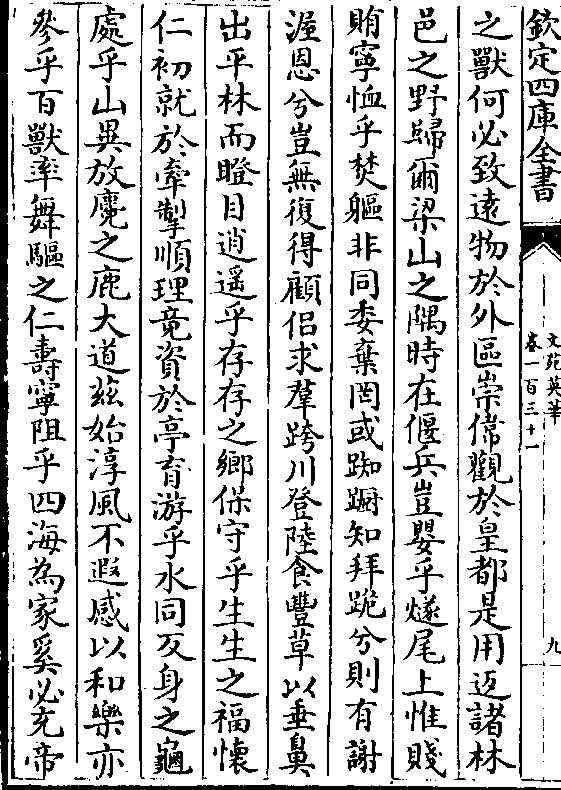 欽定四庫全書
文苑英華
卷一百三十一
九
之獸何必致遠物於外區崇偉觀於皇都是用返諸林
邑之野歸爾梁山之隅時在偃兵豈嬰乎燧尾上惟賤
賄寧恤乎焚軀非同委棄罔或踟蹰知拜跪兮則有謝
渥恩兮豈無復得顧侣求羣跨川登陸食豐草以垂鼻
出平林而瞪目逍遥乎存存之鄉保守乎生生之福懷
仁初就於牽掣順理竟資於亭育游乎水同反身之龜
處乎山異放麑之鹿大道兹始淳風不遐感以和樂亦
參乎百獸率舞驅之仁壽寧阻乎四海為家奚必充帝